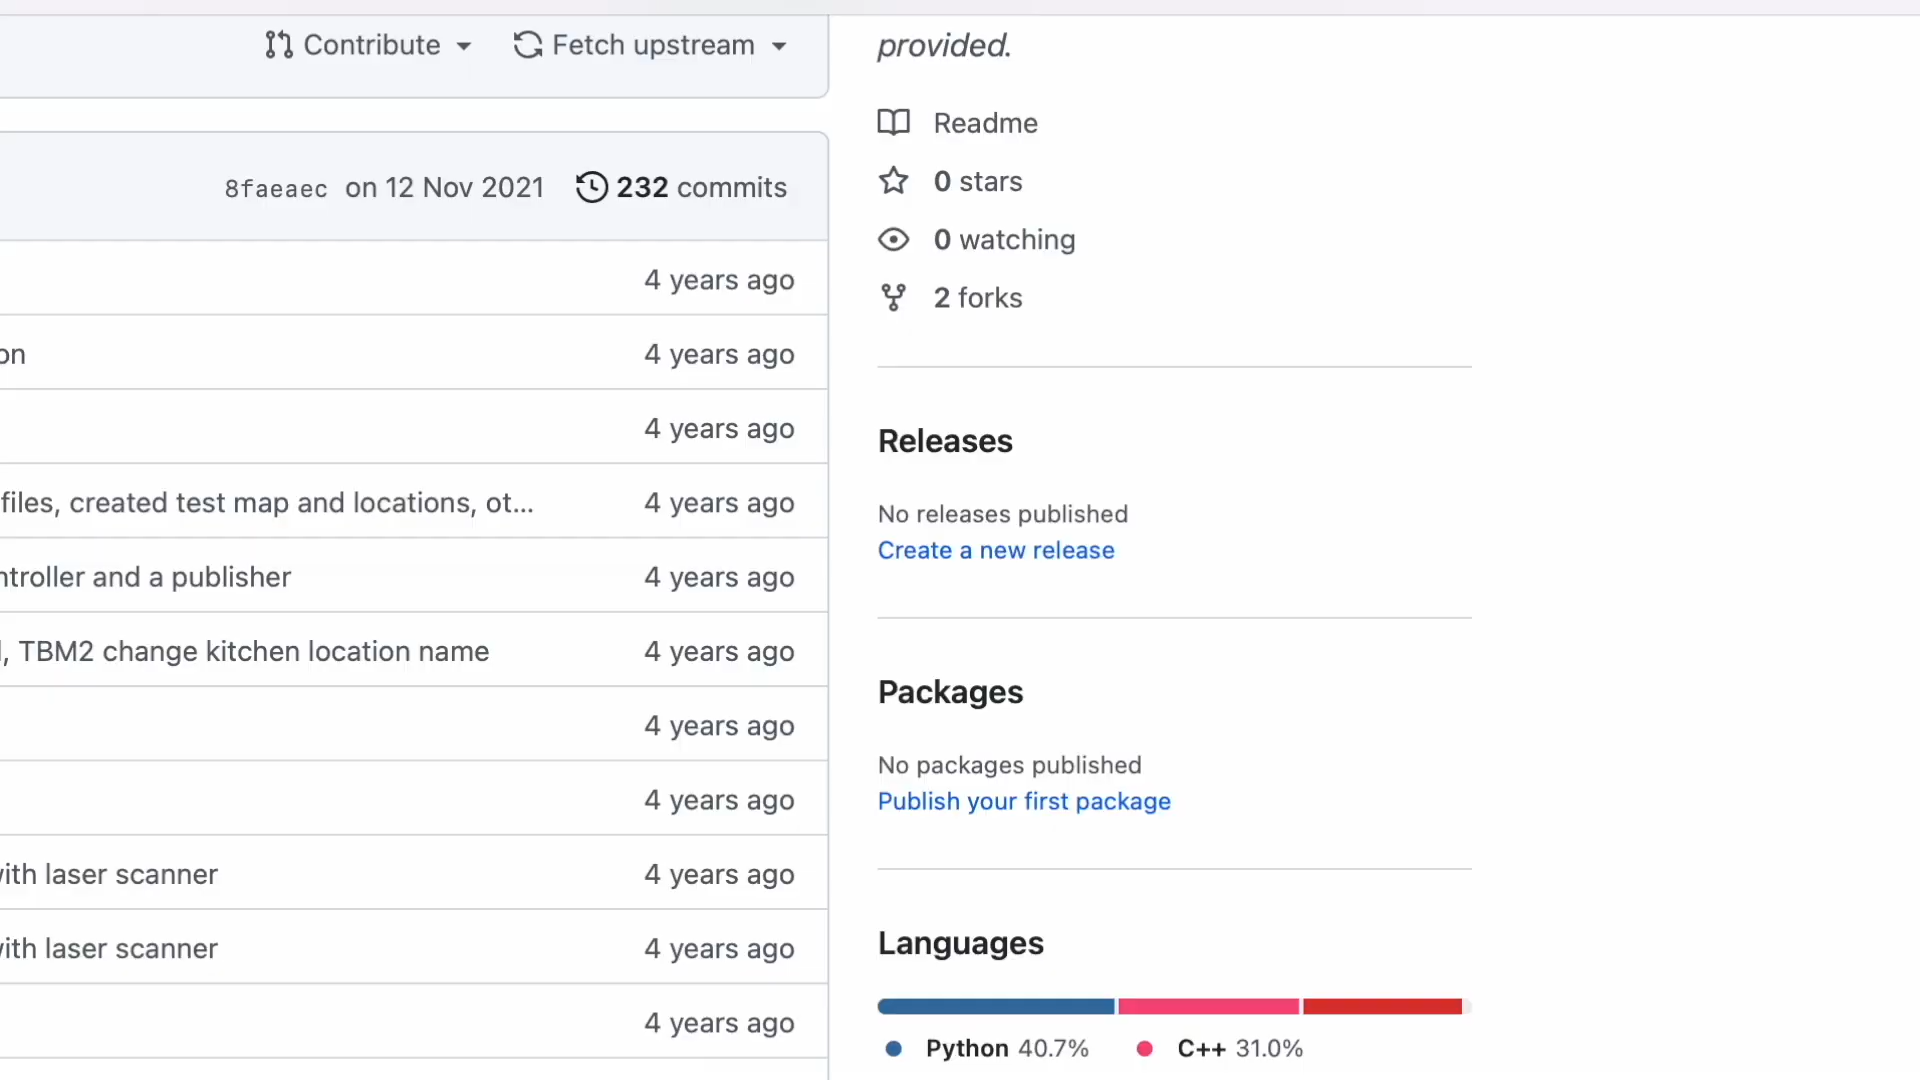 Contribute
Fetch upstream
8faeaec on 12 Nov 2021
232 commits
4 years ago
on
4 years ago
4 years ago
files, created test map and locations, ot...
4 years ago
ntroller and a publisher
4 years ago
, TBM2 change kitchen location name
4 years ago
4 years ago
4 years ago
with laser scanner
4 years ago
with laser scanner
4 years ago
4 years ago
provided.
Readme
0 stars
0 watching
2 forks
Releases
No releases published
Create a new release
Packages
No packages published
Publish your first package
Languages
Python 40.7%
C++ 31.0%